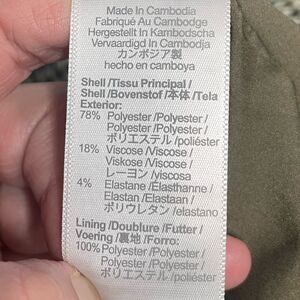 Made In Cambodia
Fabriqué Au Cambodge
Hergestellt In Kambodscha
Vervaardigd In Cambodja
カンボジア製
hecho en camboya
Shell /Tissu Principal /
Shell /Bovenstof /本体 /Tela
Exterior:
78% Polyester /Polyester /
Polyester /Polyester /
ポリエステル /poliéster
18% Viscose /Viscose /
Viskose /Viscose /
レーヨン /viscosa
4% Elastane /Élasthanne /
Elastan /Elastaan /
ポリウレタン /elastano
Lining /Doublure /Futter /
Voering /裏地 /Forro:
100% Polyester /Polyester /
Polyester /Polyester /
ポリエステル /poliéster